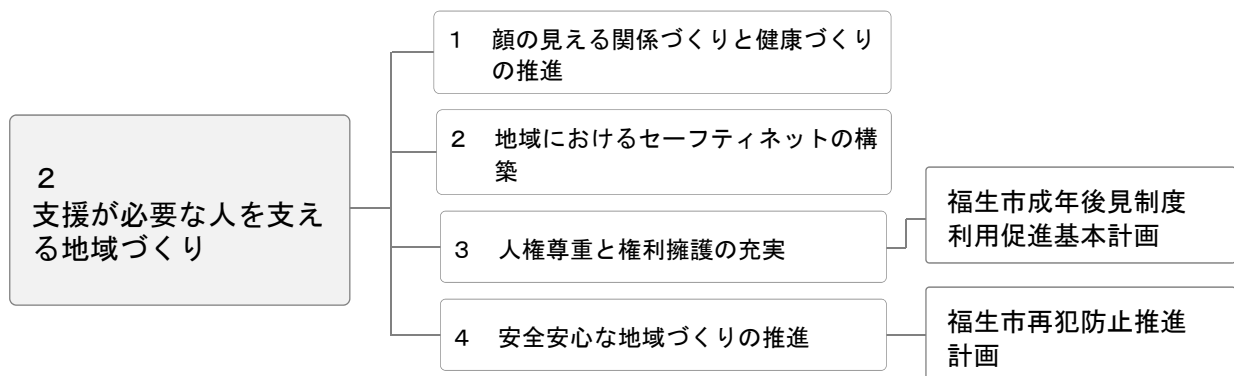 ２
支援が必要な人を支え
る地域づくり
１　顔の見える関係づくりと健康づくり
の推進
２　地域におけるセーフティネットの構
築
３　人権尊重と権利擁護の充実
４　安全安心な地域づくりの推進
福生市成年後見制度
利用促進基本計画
福生市再犯防止推進
計画